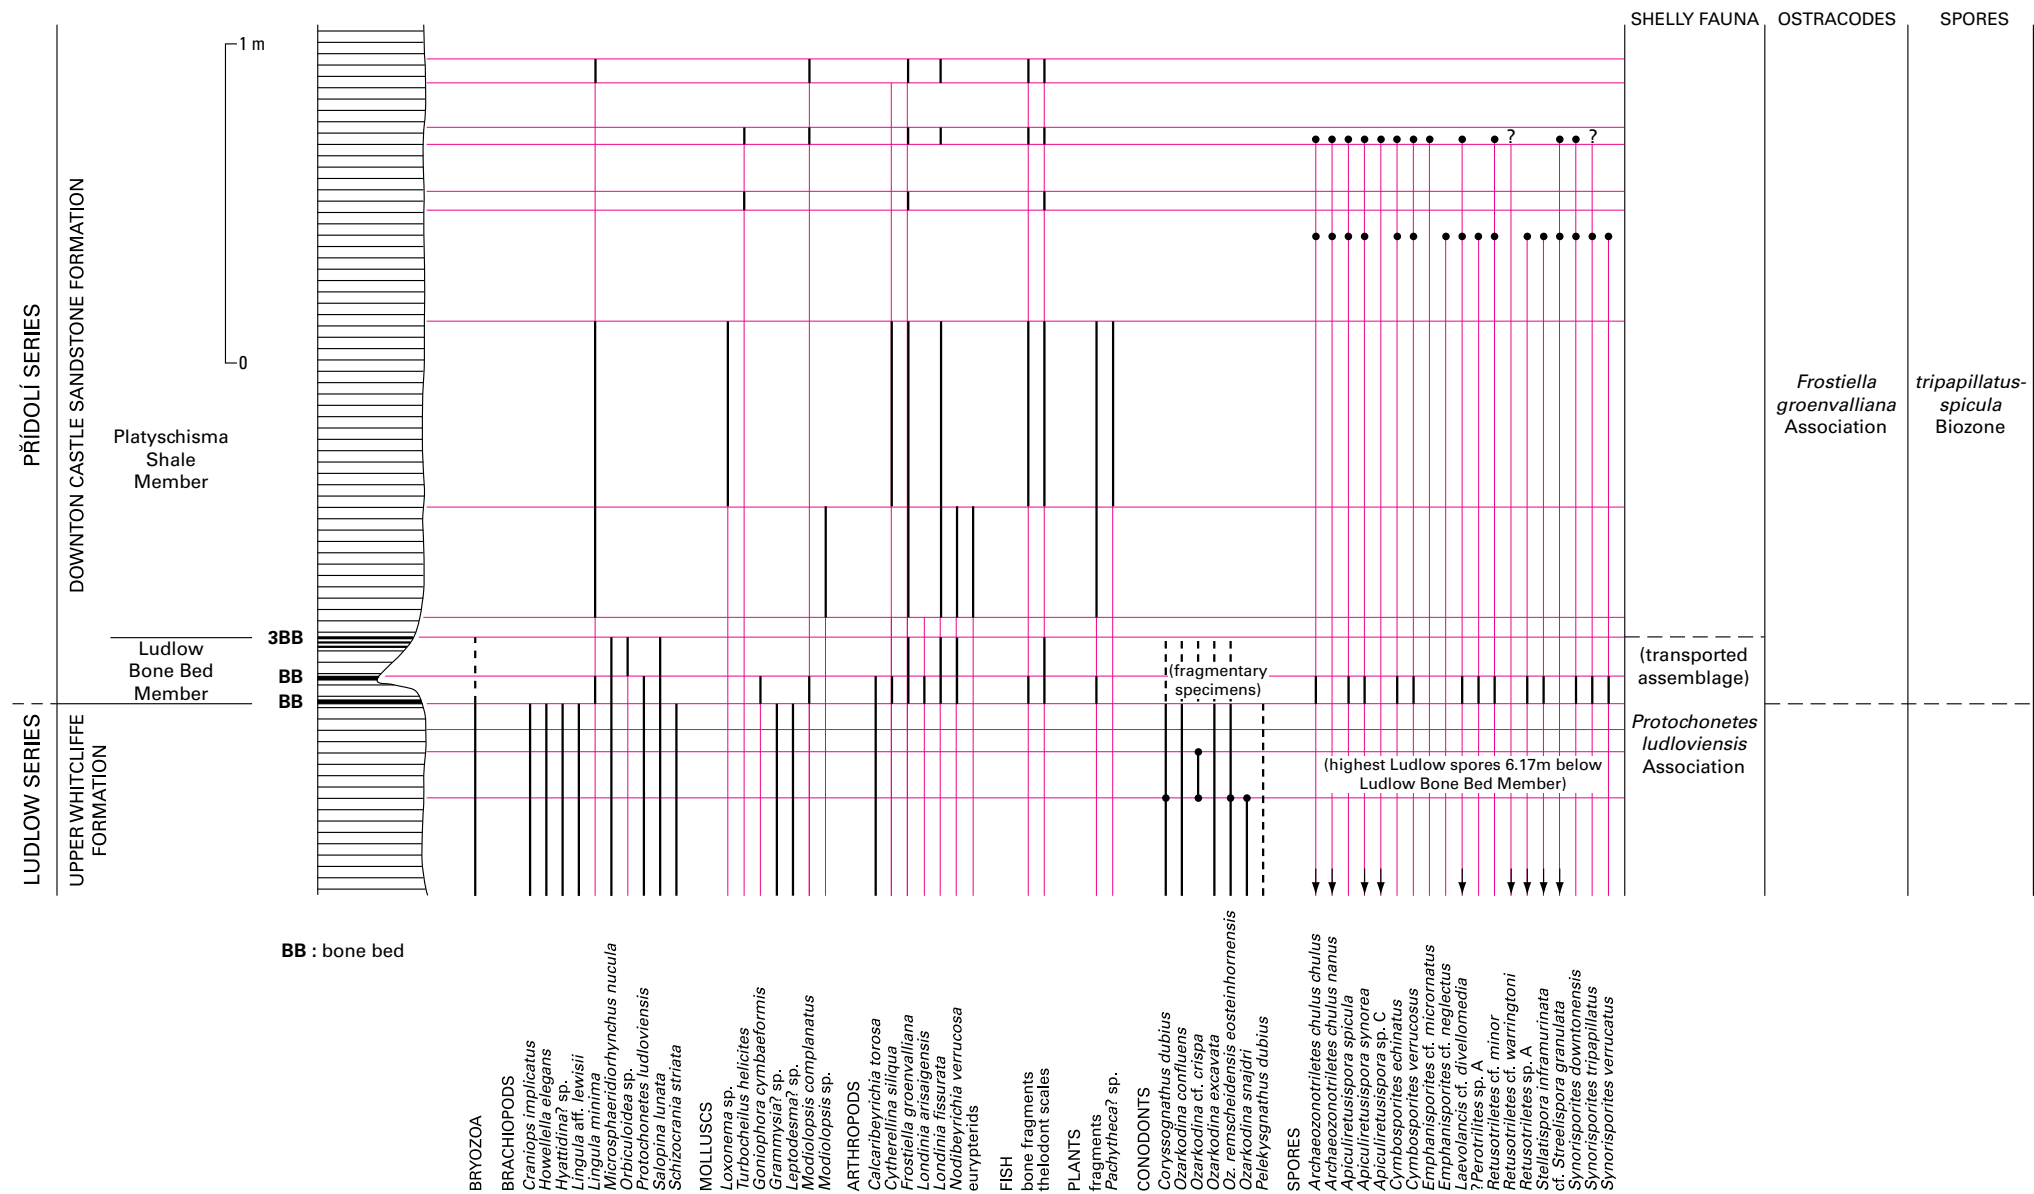 SHELLY FAUNA
OSTRACODES
SPORES
1 m
0
PŘÍDOLÍ SERIES
DOWNTON CASTLE SANDSTONE FORMATION
Platyschisma
Shale
Member
3BB
Ludlow
Bone Bed
Member
BB
BB
LUDLOW SERIES
UPPER WHITCLIFFE
FORMATION
?
?
(fragmentary
specimens)
(highest Ludlow spores 6.17m below
Ludlow Bone Bed Member)
(transported
assemblage)
Protochonetes
ludloviensis
Association
Frostiella
groenvalliana
Association
tripapillatus-
spicula
Biozone
BB : bone bed
BRYOZOA
BRACHIOPODS
Craniops implicatus
Howellella elegans
Hyattidina? sp.
Lingula aff. lewisii
Lingula minima
Microsphaeridiorhynchus nucula
Orbiculoidea sp.
Protochonetes ludloviensis
Salopina lunata
Schizocrania striata
MOLLUSCS
Loxonema sp.
Turbocheilus helicites
Goniophora cymbaeformis
Grammysia? sp.
Leptodesma? sp.
Modiolopsis complanatus
Modiolopsis sp.
ARTHROPODS
Calcaribeyrichia torosa
Cytherellina siliqua
Frostiella groenvalliana
Londinia arisaigensis
Londinia fissurata
Nodibeyrichia verrucosa
eurypterids
FISH
bone fragments
thelodont scales
PLANTS
fragments
Pachytheca? sp.
CONODONTS
Coryssognathus dubius
Ozarkodina confluens
Ozarkodina cf. crispa
Ozarkodina excavata
Oz. remscheidensis eosteinhornensis
Ozarkodina snajdri
Pelekysgnathus dubius
SPORES
Archaeozonotriletes chulus chulus
Archaeozonotriletes chulus nanus
Apiculiretusispora spicula
Apiculiretusispora synorea
Apiculiretusispora sp. C
Cymbosporites echinatus
Cymbosporites verrucosus
Emphanisporites cf. micrornatus
Emphanisporites cf. neglectus
Laevolancis cf. divellomedia
?Perotrilites sp. A
Retusotriletes cf. minor
Retusotriletes cf. warringtoni
Retusotriletes sp. A
Stellatispora inframurinata
cf. Streelispora granulata
Synorisporites downtonensis
Synorisporites tripapillatus
Synorisporites verrucatus